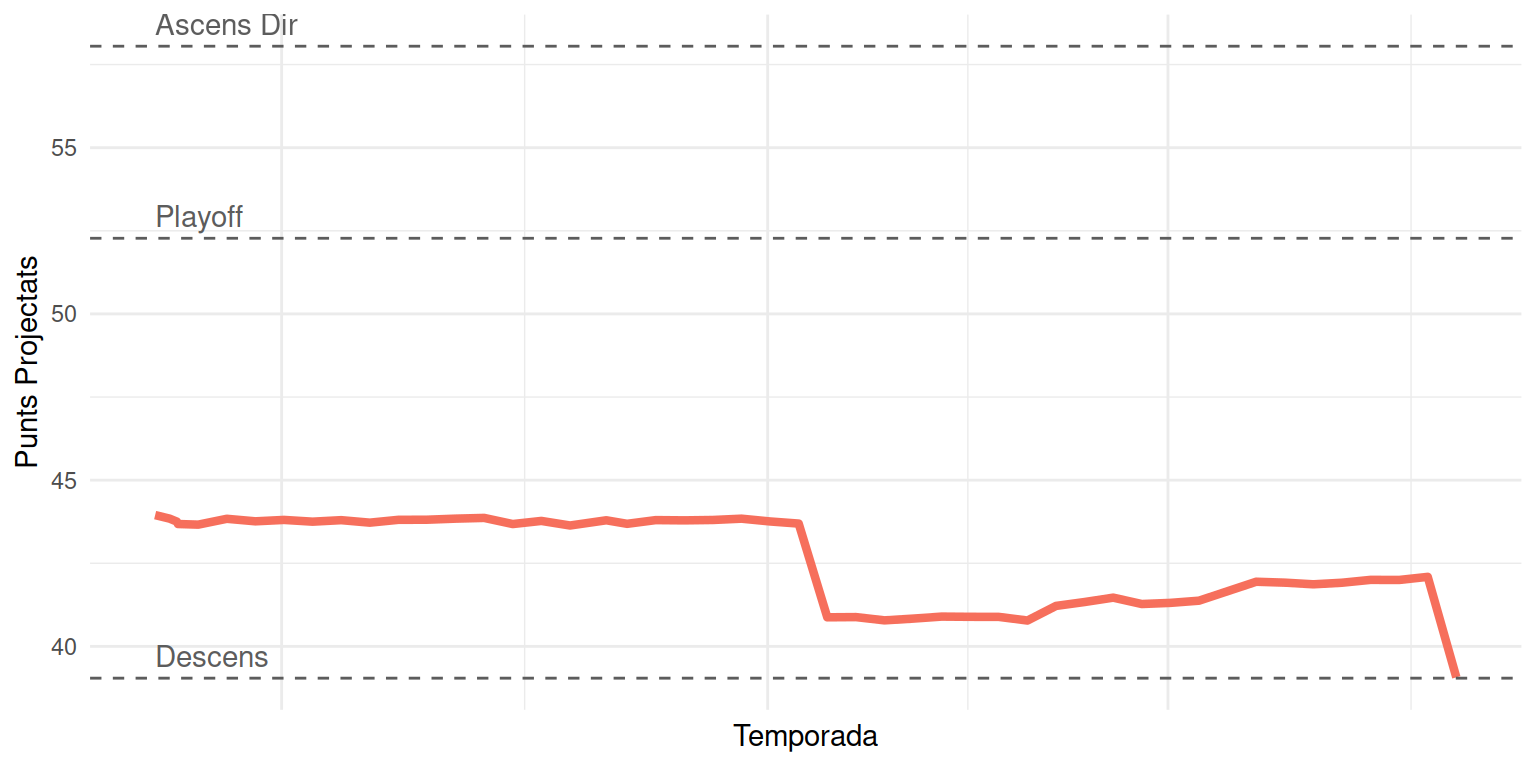 Ascens Dir
55
Playoff
50
Punts Projectats
45
40
Descens
Temporada